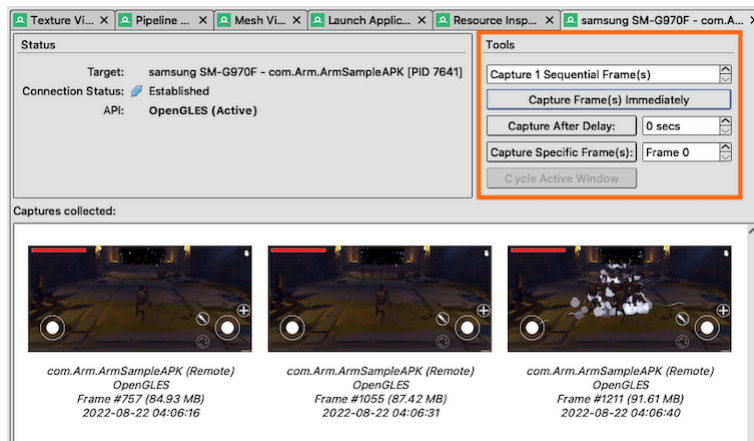 Texture Vi... X Pipeline ... X Mesh Vi... X Launch Applic... X Resource Insp... X samsung SM-G970F - com.A... X
Status
Target: samsung SM-G970F - com.Arm.ArmSampleAPK [PID 7641]
Connection Status: Established
API: OpenGLES (Active)
Tools
Capture 1 Sequential Frame(s)
Capture Frame(s) Immediately
Capture After Delay: 0 secs
Capture Specific Frame(s): Frame 0
Cycle Active Window
Captures collected:
com.Arm.ArmSampleAPK (Remote)
OpenGLES
Frame #757 (84.93 MB)
2022-08-22 04:06:16
com.Arm.ArmSampleAPK (Remote)
OpenGLES
Frame #1055 (87.42 MB)
2022-08-22 04:06:31
com.Arm.ArmSampleAPK (Remote)
OpenGLES
Frame #1211 (91.61 MB)
2022-08-22 04:06:40